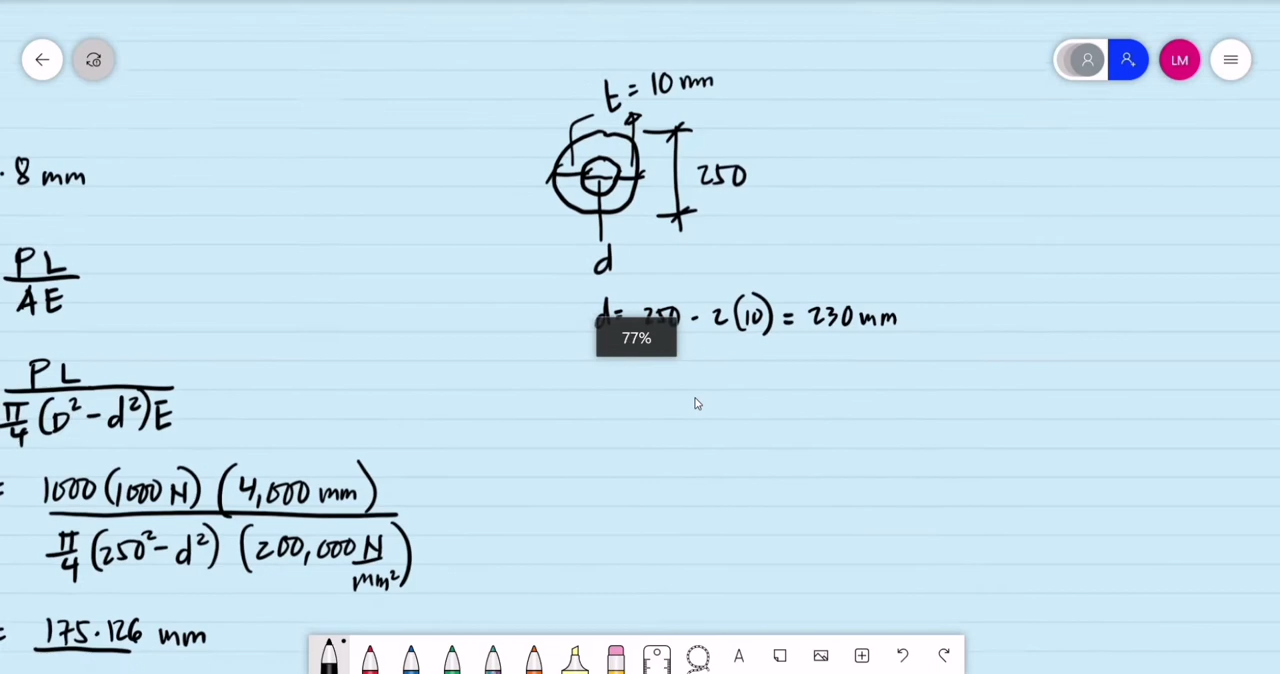 LM
t = 10 mm
.8 mm
250
PL
AE
d
d = 250 - 2(10) = 230 mm
77%
PL
π/4 (D² - d²)E
= 1000 (1000 N) (4,000 mm)
π/4 (250² - d²) (200,000 N/mm²)
= 175.126 mm
A